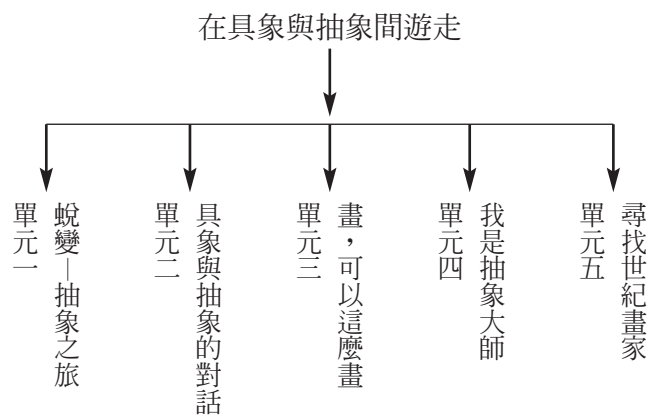 在具象與抽象間遊走
單元一
蛻變—抽象之旅
單元二
具象與抽象的對話
單元三
畫，可以這麼畫
單元四
我是抽象大師
單元五
尋找世紀畫家